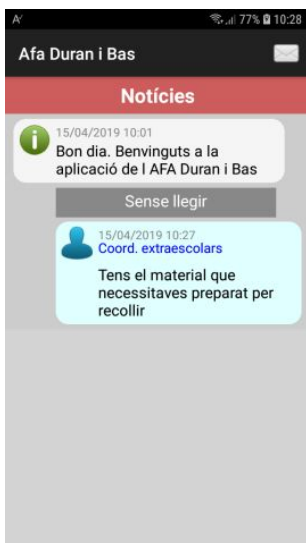 77% 10:28
Afa Duran i Bas
Notícies
15/04/2019 10:01
Bon dia. Benvinguts a la
aplicació de l AFA Duran i Bas
Sense llegir
15/04/2019 10:27
Coord. extraescolars
Tens el material que
necessitaves preparat per
recollir